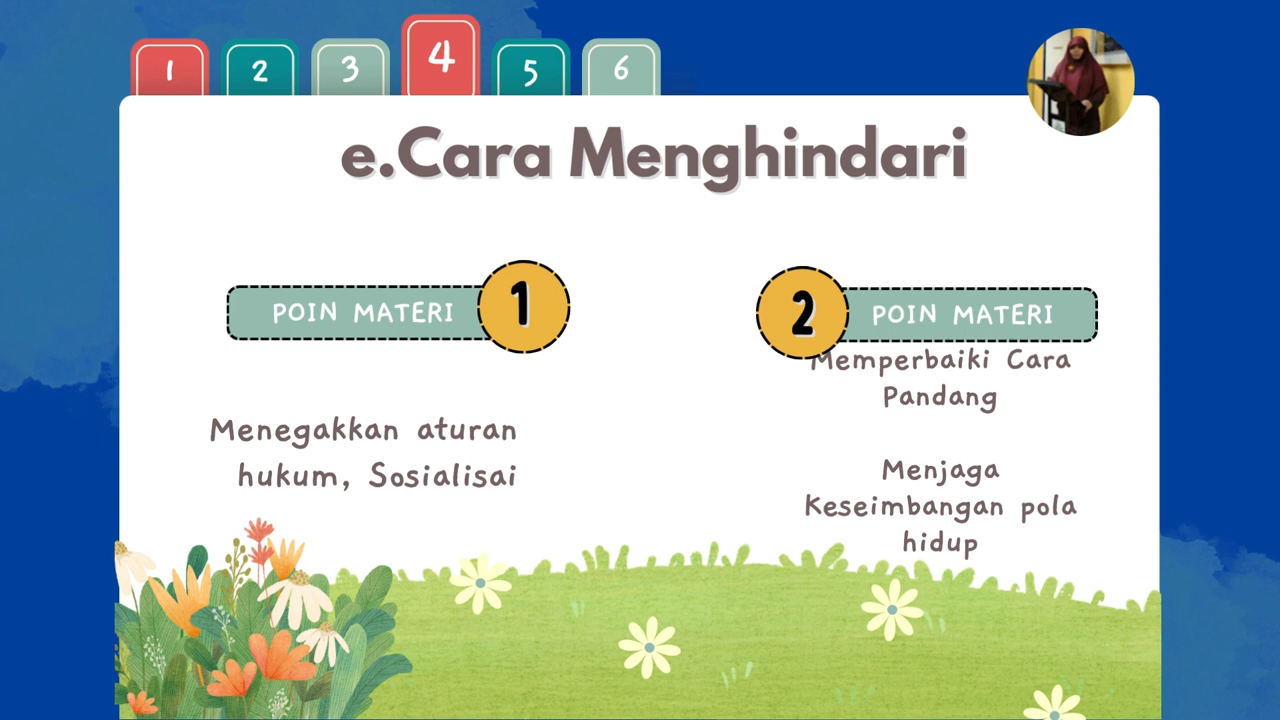 1 2 3 4 5 6
e.Cara Menghindari
POIN MATERI 1
Menegakkan aturan
hukum, Sosialisai
2 POIN MATERI
Memperbaiki Cara
Pandang
Menjaga
Keseimbangan pola
hidup